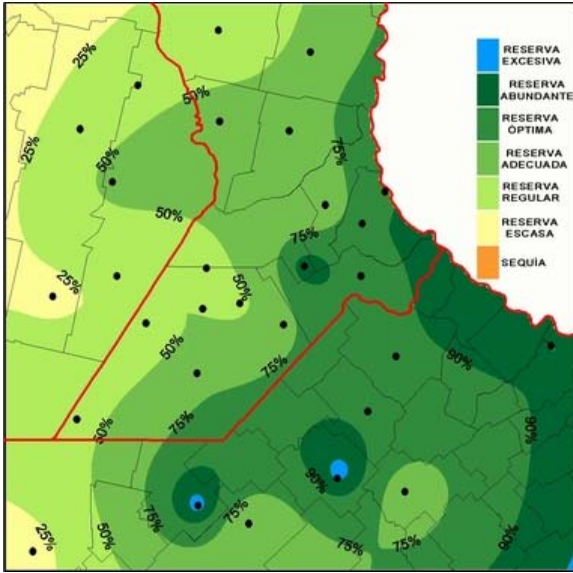 25%
50%
75%
RESERVA
EXCESIVA
RESERVA
ABUNDANTE
RESERVA
ÓPTIMA
RESERVA
ADECUADA
RESERVA
REGULAR
RESERVA
ESCASA
SEQUÌA
25%
50%
50%
75%
25%
50%
50%
75%
90%
50%
75%
90%
75%
90%
75%
25%
50%
75%
75%
90%